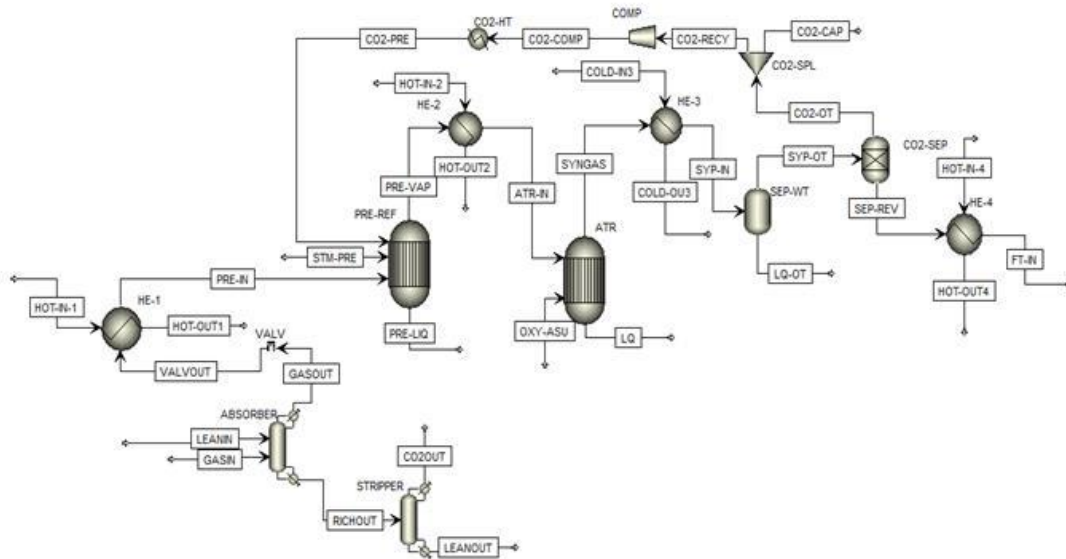 COMP
CO2-HT
CO2-PRE
CO2-COMP
CO2-RECY
CO2-CAP
CO2-SPL
HOT-IN-2
COLD-IN3
HE-2
HE-3
CO2-OT
CO2-SEP
SYP-OT
HOT-IN-4
HOT-OUT2
SYNGAS
SYP-IN
PRE-VAP
ATR-IN
COLD-OU3
SEP-WT
HE-4
PRE-REF
ATR
SEP-REV
STM-PRE
FT-IN
PRE-IN
LQ-OT
HOT-IN-1
HE-1
HOT-OUT4
HOT-OUT1
VALV
PRE-LIQ
OXY-ASU
LQ
VALVOUT
GASOUT
ABSORBER
LEANIN
GASIN
CO2OUT
STRIPPER
RICHOUT
LEANOUT